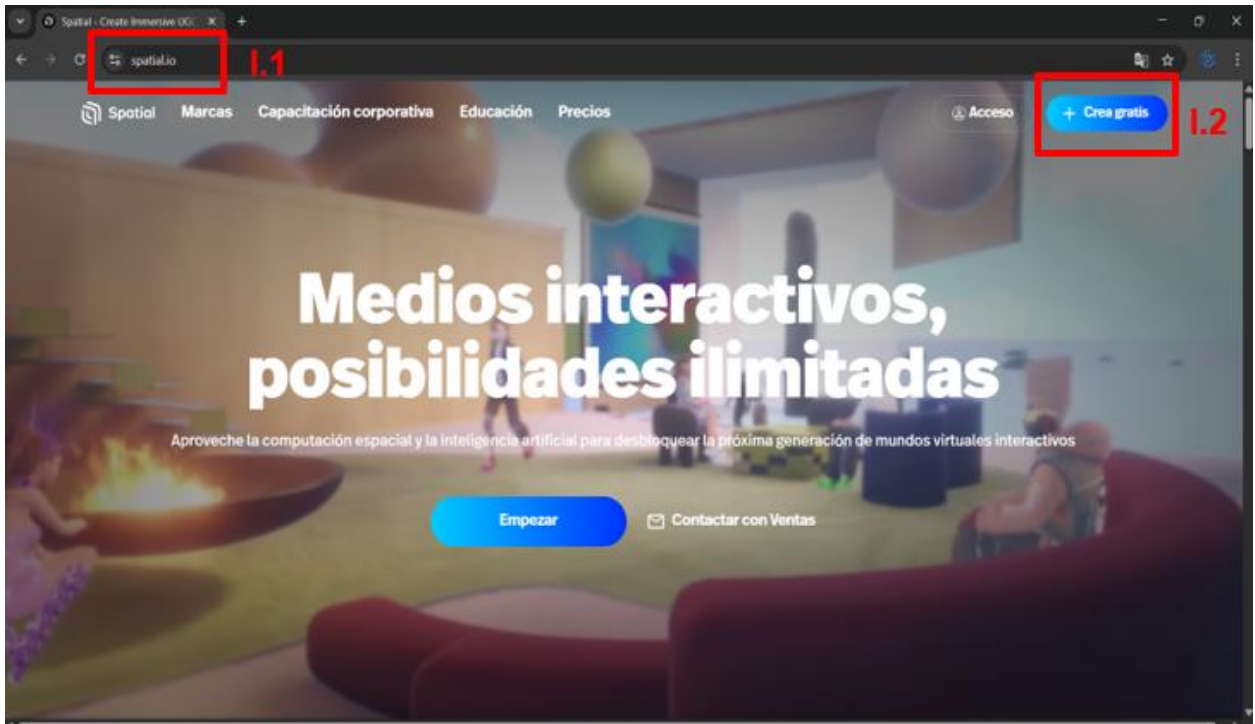 Spatial - Create Immersive UGC
spatial.io
I.1
Spatial Marcas Capacitación corporativa Educación Precios Acceso + Crea gratis
I.2
Medios interactivos,
posibilidades ilimitadas
Aproveche la computación espacial y la inteligencia artificial para desbloquear la próxima generación de mundos virtuales interactivos
Empezar Contactar con Ventas